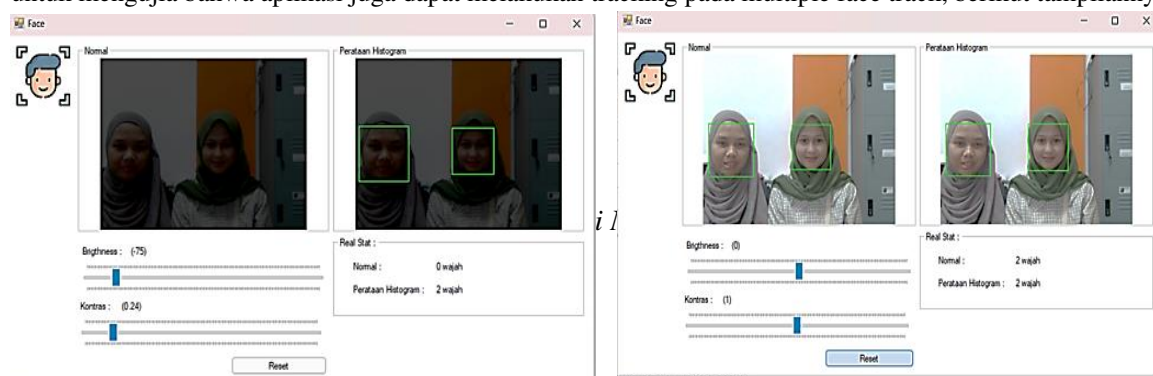 untuk mengujia bahwa aplikasi juga dapat melakukan tracking pada multiple face track, berikut tampilanny
Face
Normal
Perataan Histogram
Brigthness : (-75)
Kontras : (0.24)
Reset
Real Stat :
Normal : 0 wajah
Perataan Histogram : 2 wajah
i
Face
Normal
Perataan Histogram
Brigthness : (0)
Kontras : (1)
Reset
Real Stat :
Normal : 2 wajah
Perataan Histogram : 2 wajah